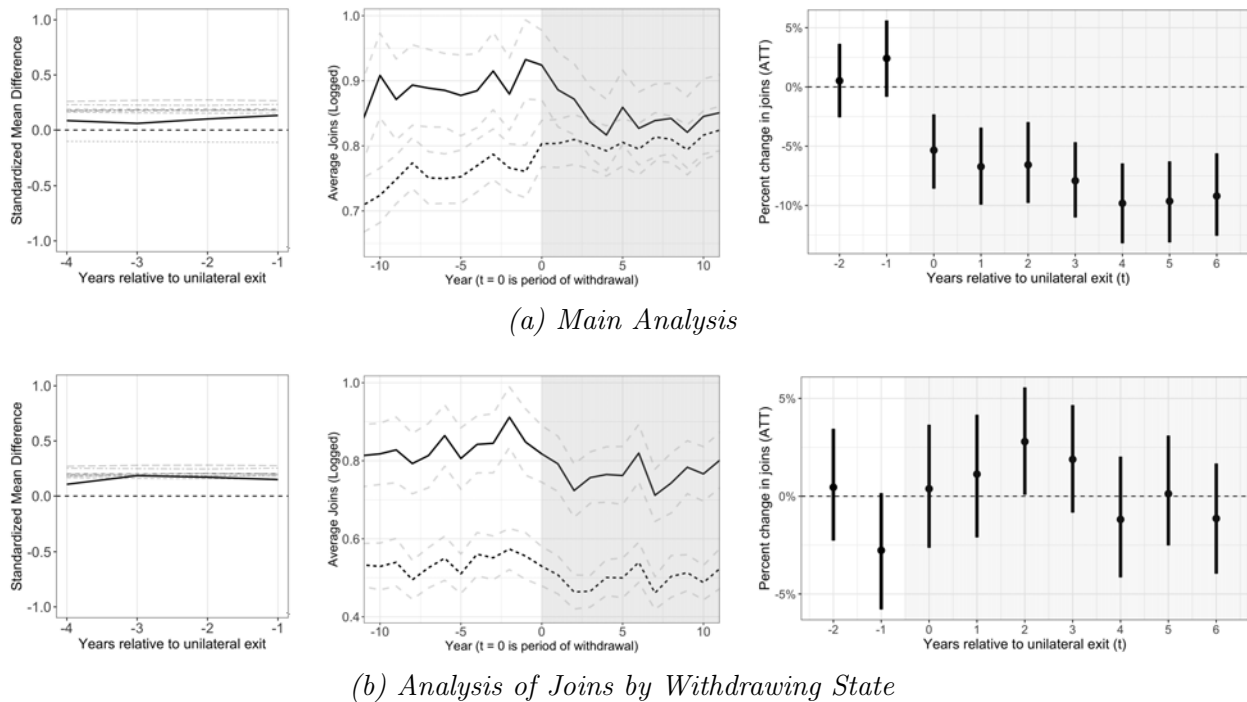 1.0
0.5
0.0
-0.5
-1.0
Standardized Mean Difference
-4 -3 -2 -1
Years relative to unilateral exit
1.0
0.9
0.8
0.7
Average Joins (Logged)
-10 -5 0 5 10
Year (t = 0 is period of withdrawal)
5%
0%
-5%
-10%
Percent change in joins (ATT)
-2 -1 0 1 2 3 4 5 6
Years relative to unilateral exit (t)
(a) Main Analysis
1.0
0.5
0.0
-0.5
-1.0
Standardized Mean Difference
-4 -3 -2 -1
Years relative to unilateral exit
1.0
0.8
0.6
0.4
Average Joins (Logged)
-10 -5 0 5 10
Year (t = 0 is period of withdrawal)
5%
0%
-5%
Percent change in joins (ATT)
-2 -1 0 1 2 3 4 5 6
Years relative to unilateral exit (t)
(b) Analysis of Joins by Withdrawing State